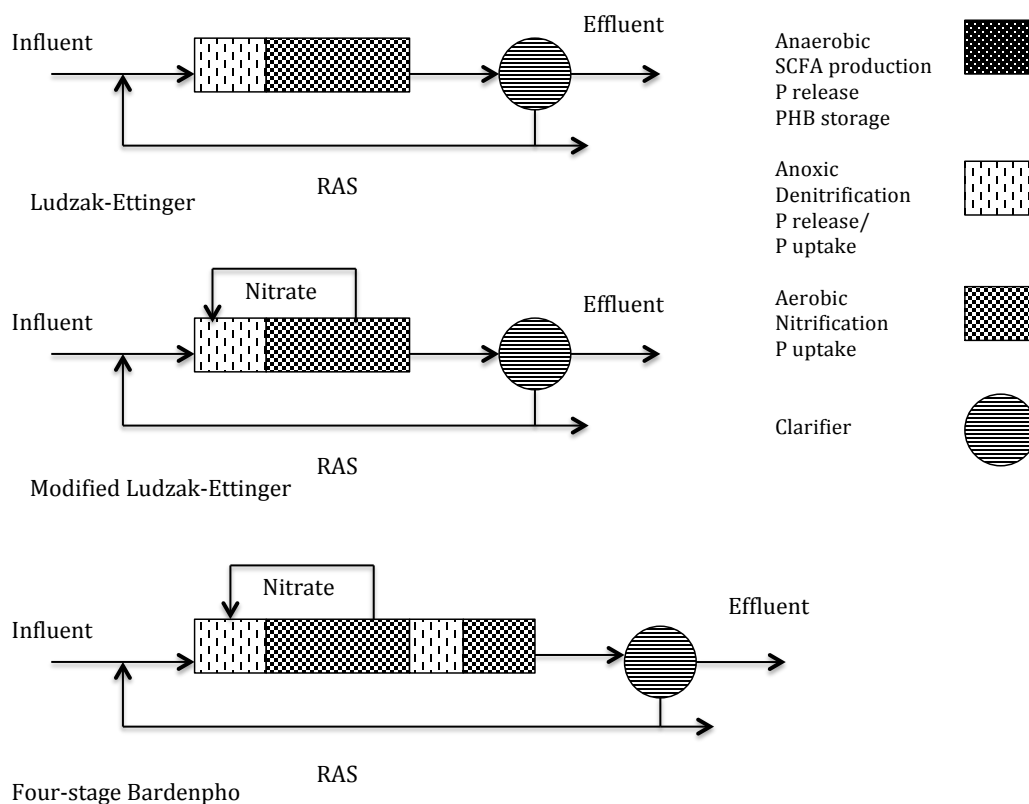 Influent
Effluent
RAS
Ludzak-Ettinger
Influent
Nitrate
Effluent
RAS
Modified Ludzak-Ettinger
Influent
Nitrate
Effluent
RAS
Four-stage Bardenpho
Anaerobic
SCFA production
P release
PHB storage
Anoxic
Denitrification
P release/
P uptake
Aerobic
Nitrification
P uptake
Clarifier